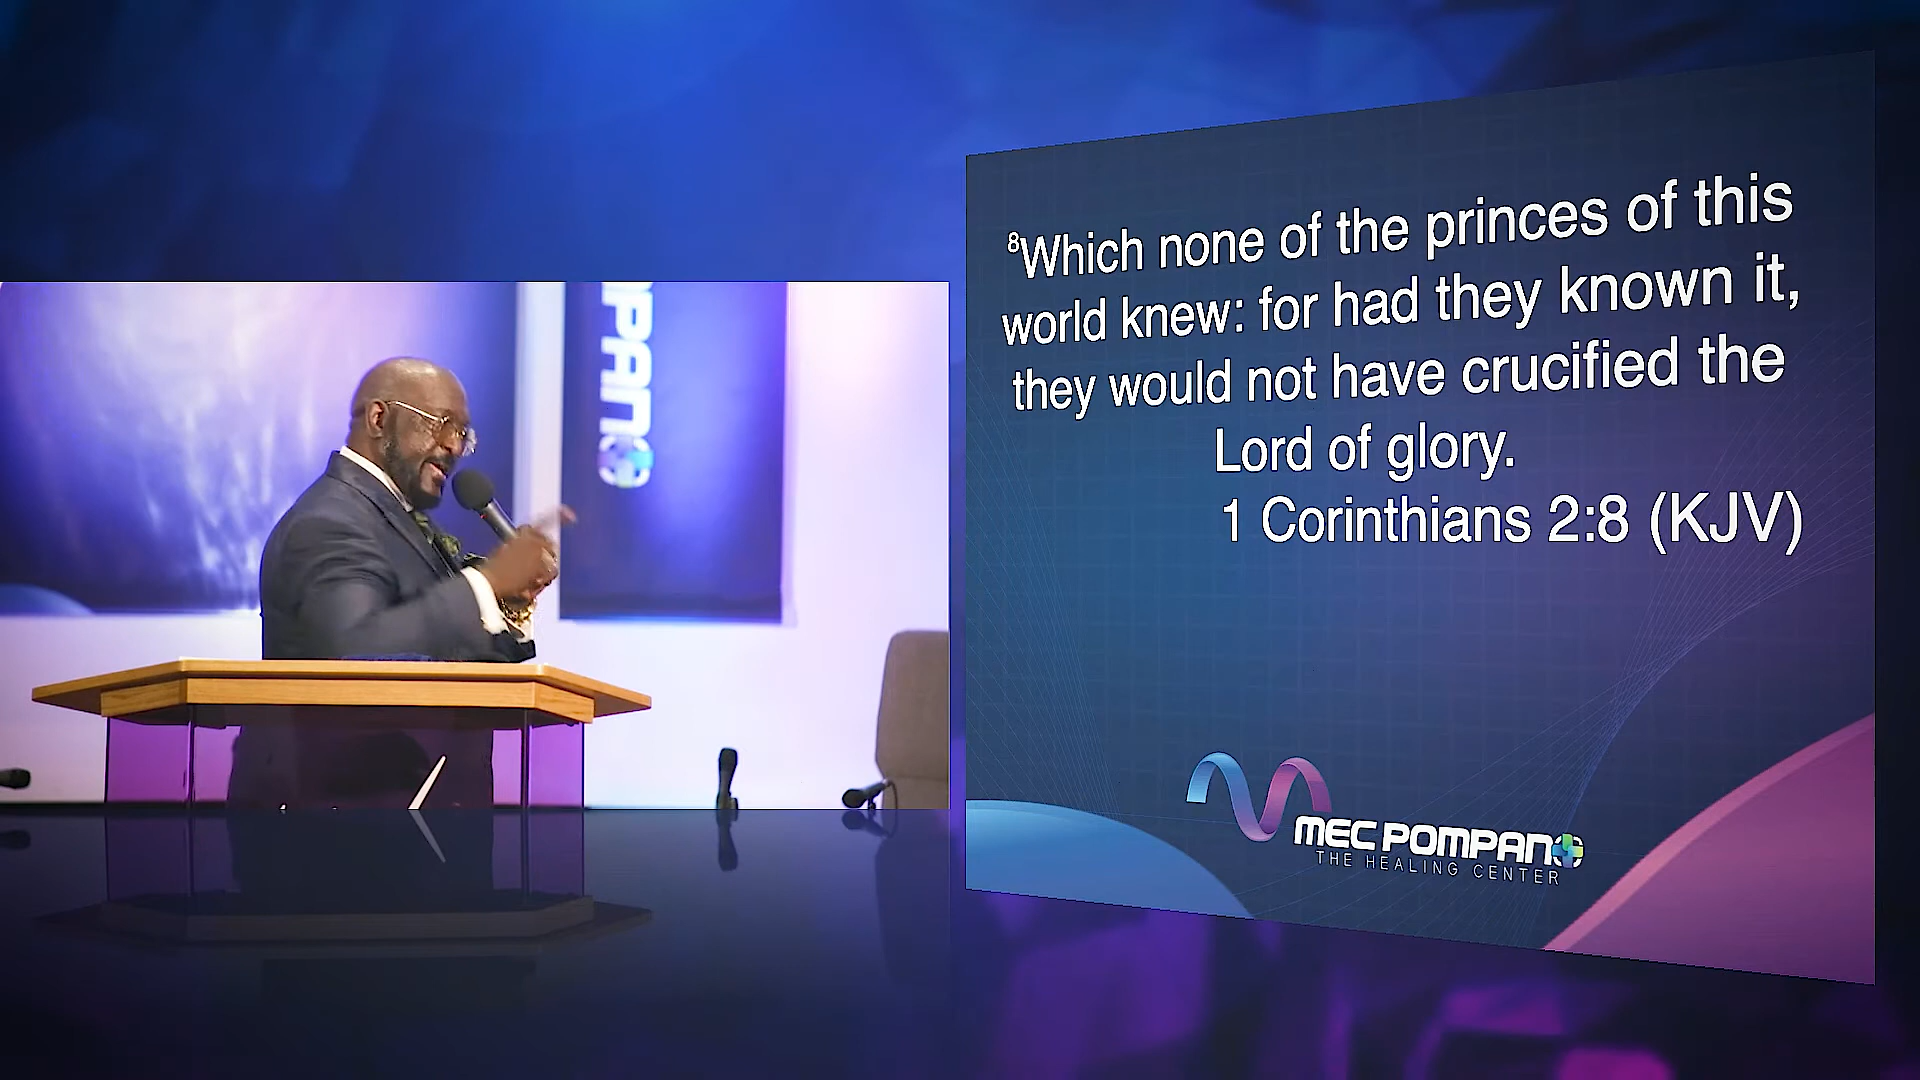 ⁸Which none of the princes of this
world knew: for had they known it,
they would not have crucified the
Lord of glory.
1 Corinthians 2:8 (KJV)
MEC POMPANO
THE HEALING CENTER
MPANO